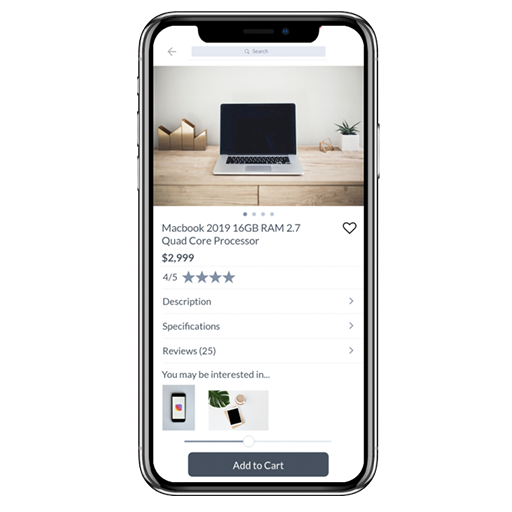 Search
Macbook 2019 16GB RAM 2.7
Quad Core Processor
$2,999
4/5
Description
Specifications
Reviews (25)
You may be interested in...
Add to Cart